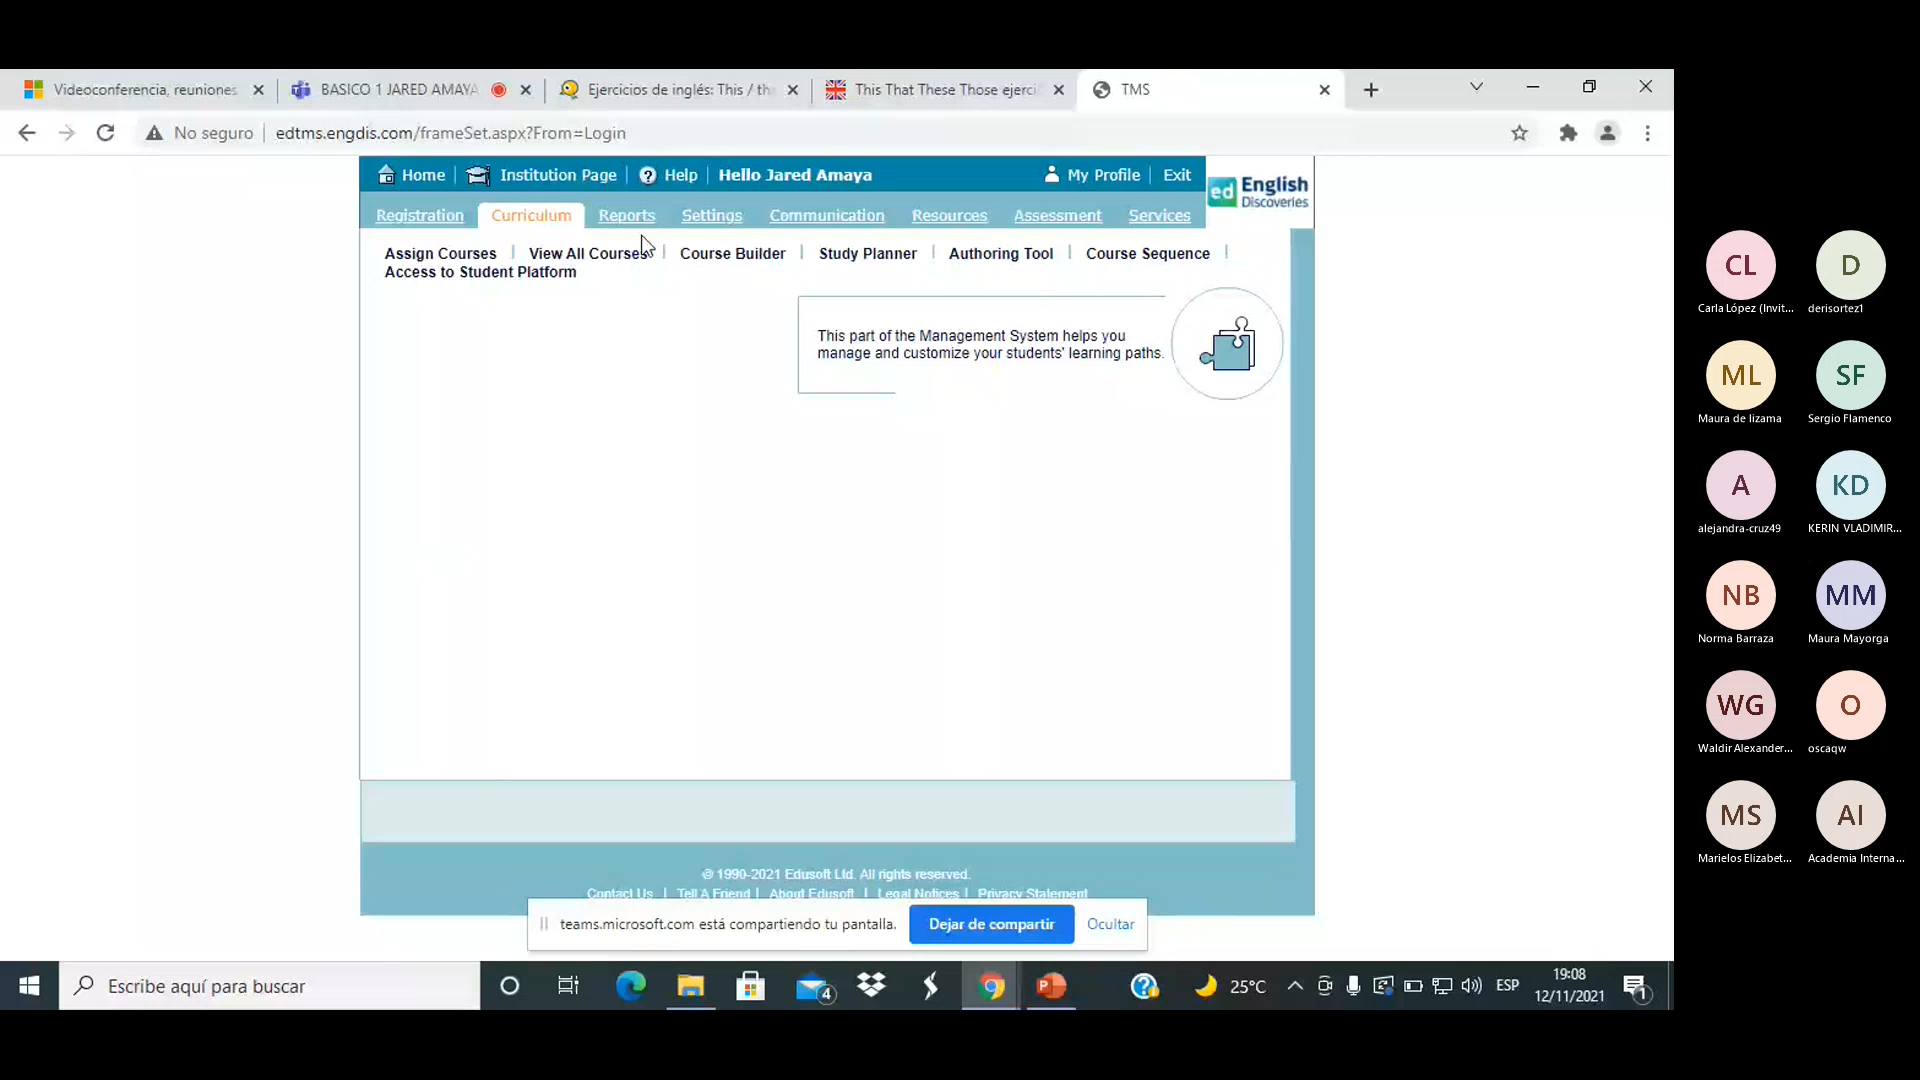 Videoconferencia, reuniones
BASICO 1 JARED AMAYA
Ejercicios de inglés: This / th
This That These Those ejerci
TMS
No seguro
edtms.engdis.com/frameSet.aspx?From=Login
Home
Institution Page
Help
Hello Jared Amaya
My Profile
Exit
ed English Discoveries
Registration
Curriculum
Reports
Settings
Communication
Resources
Assessment
Services
Assign Courses | View All Courses | Course Builder | Study Planner | Authoring Tool | Course Sequence |
Access to Student Platform
This part of the Management System helps you
manage and customize your students' learning paths.
© 1990-2021 Edusoft Ltd. All rights reserved.
Contact Us | Tell A Friend | About Edusoft | Legal Notices | Privacy Statement
teams.microsoft.com está compartiendo tu pantalla.
Dejar de compartir
Ocultar
Escribe aquí para buscar
4
25°C
ESP
19:08
12/11/2021
1
CL
Carla López (Invit...
D
derisortez1
ML
Maura de lizama
SF
Sergio Flamenco
A
alejandra-cruz49
KD
KERIN VLADIMIR...
NB
Norma Barraza
MM
Maura Mayorga
WG
Waldir Alexander...
O
oscaqw
MS
Marielos Elizabet...
AI
Academia Interna...